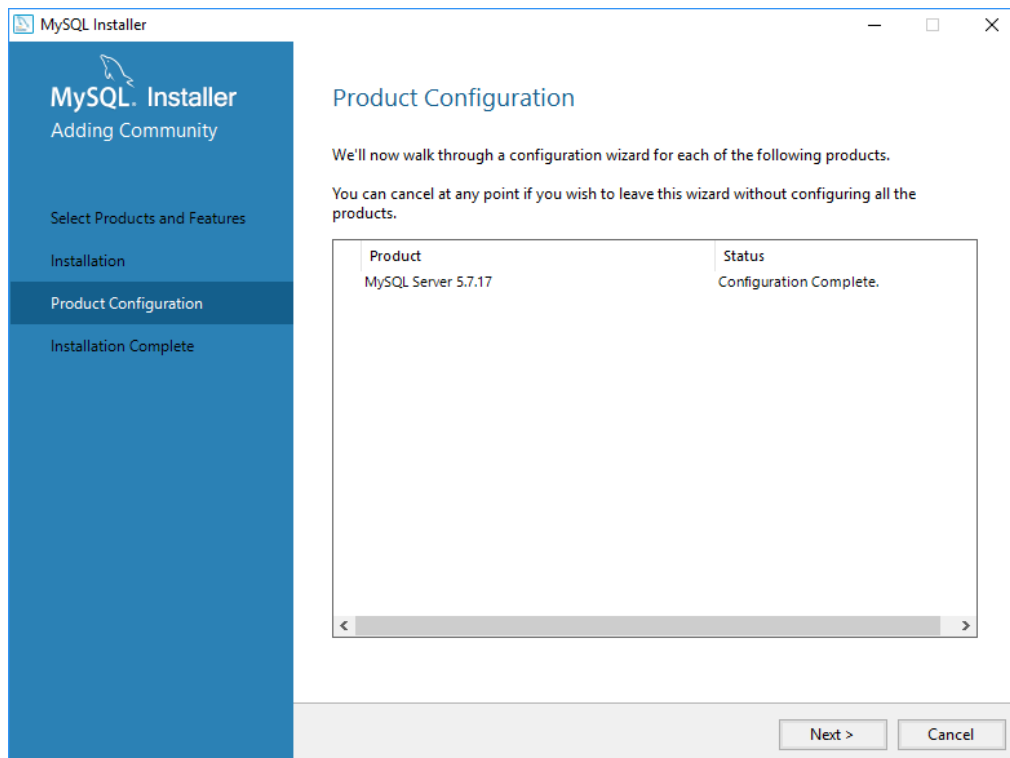 MySQL Installer
MySQL. Installer
Adding Community
Select Products and Features
Installation
Product Configuration
Installation Complete
Product Configuration
We'll now walk through a configuration wizard for each of the following products.
You can cancel at any point if you wish to leave this wizard without configuring all the
products.
Product Status
MySQL Server 5.7.17 Configuration Complete.
Next > Cancel